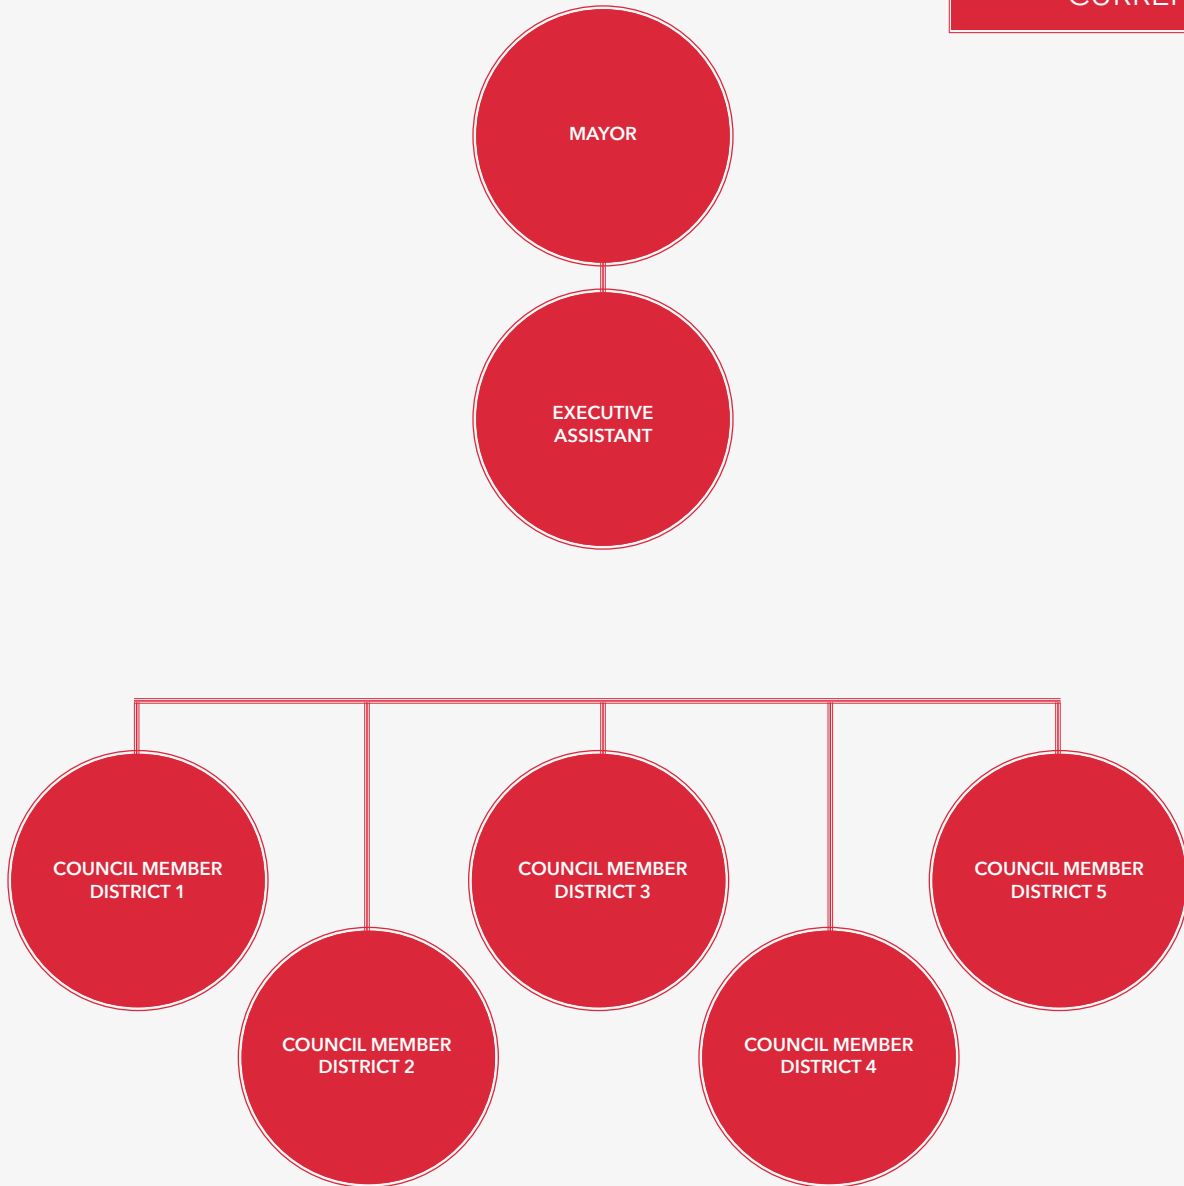 MAYOR
EXECUTIVE
ASSISTANT
COUNCIL MEMBER
DISTRICT 1
COUNCIL MEMBER
DISTRICT 3
COUNCIL MEMBER
DISTRICT 5
COUNCIL MEMBER
DISTRICT 2
COUNCIL MEMBER
DISTRICT 4